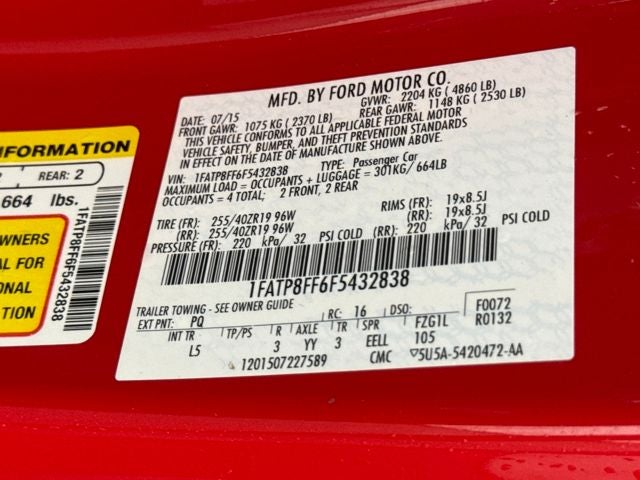 MFD. BY FORD MOTOR CO.
DATE: 07/15 GVWR: 2204 KG ( 4860 LB)
FRONT GAWR: 1075 KG ( 2370 LB) REAR GAWR: 1148 KG ( 2530 LB)
THIS VEHICLE CONFORMS TO ALL APPLICABLE FEDERAL MOTOR
VEHICLE SAFETY, BUMPER, AND THEFT PREVENTION STANDARDS
IN EFFECT ON THE DATE OF MANUFACTURE SHOWN ABOVE.
VIN: 1FATP8FF6F5432838 TYPE: Passenger Car
MAXIMUM LOAD = OCCUPANTS + LUGGAGE = 301KG/ 664LB
OCCUPANTS = 4 TOTAL; 2 FRONT, 2 REAR
TIRE (FR): 255/40ZR19 96W RIMS (FR): 19x8.5J
(RR): 255/40ZR19 96W (RR): 19x8.5J
PRESSURE (FR): 220 kPa/ 32 PSI COLD (RR): 220 kPa/ 32 PSI COLD
1FATP8FF6F5432838
TRAILER TOWING - SEE OWNER GUIDE
EXT PNT: PQ RC: 16 DSO: F0072
R0132
INT TR TP/PS R AXLE TR SPR FZG1L
L5 3 YY 3 EELL 105
1201507227589 CMC 5U5A-5420472-AA
INFORMATION
REAR: 2
664 lbs.
WNERS
AL FOR
ONAL
TION
1FATP8FF6F5432838